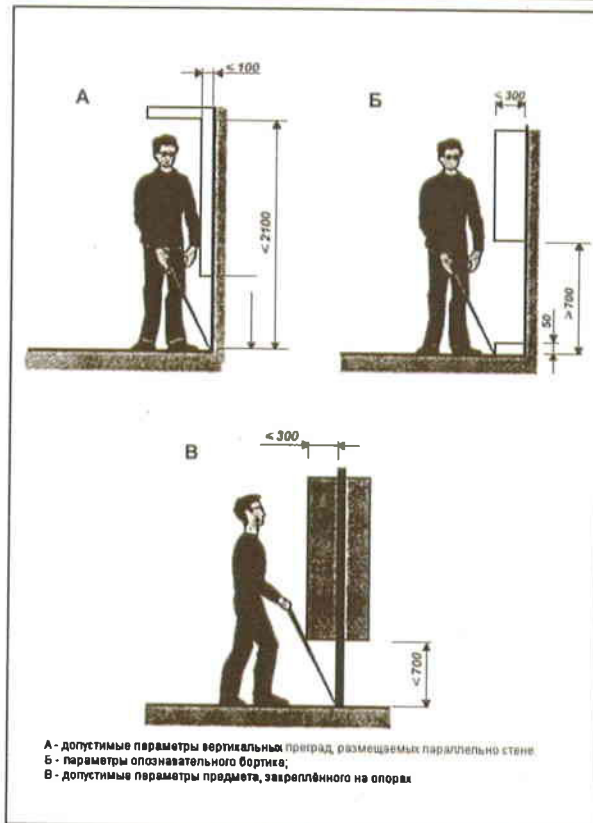 ≤ 100
А
< 2100
Б
≤ 300
> 700
50
В
≤ 300
< 700
А - допустимые параметры вертикальных преград, размещаемых параллельно стене
Б - параметры опознавательного бортика;
В - допустимые параметры предмета, закреплённого на опорах